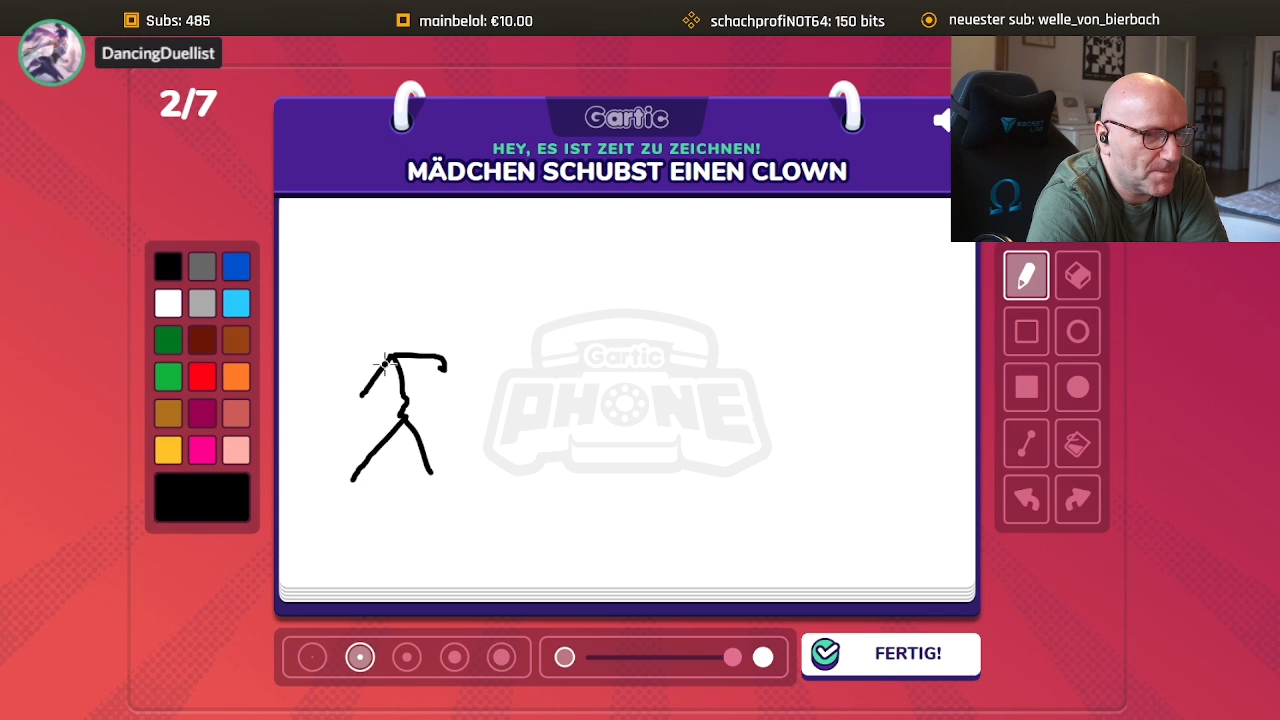 Subs: 485
mainbelol: €10.00
schachprofiNOT64: 150 bits
neuester sub: welle_von_bierbach
DancingDuellist
2/7
Gartic
HEY, ES IST ZEIT ZU ZEICHNEN!
MÄDCHEN SCHUBST EINEN CLOWN
Gartic
PHONE
FERTIG!